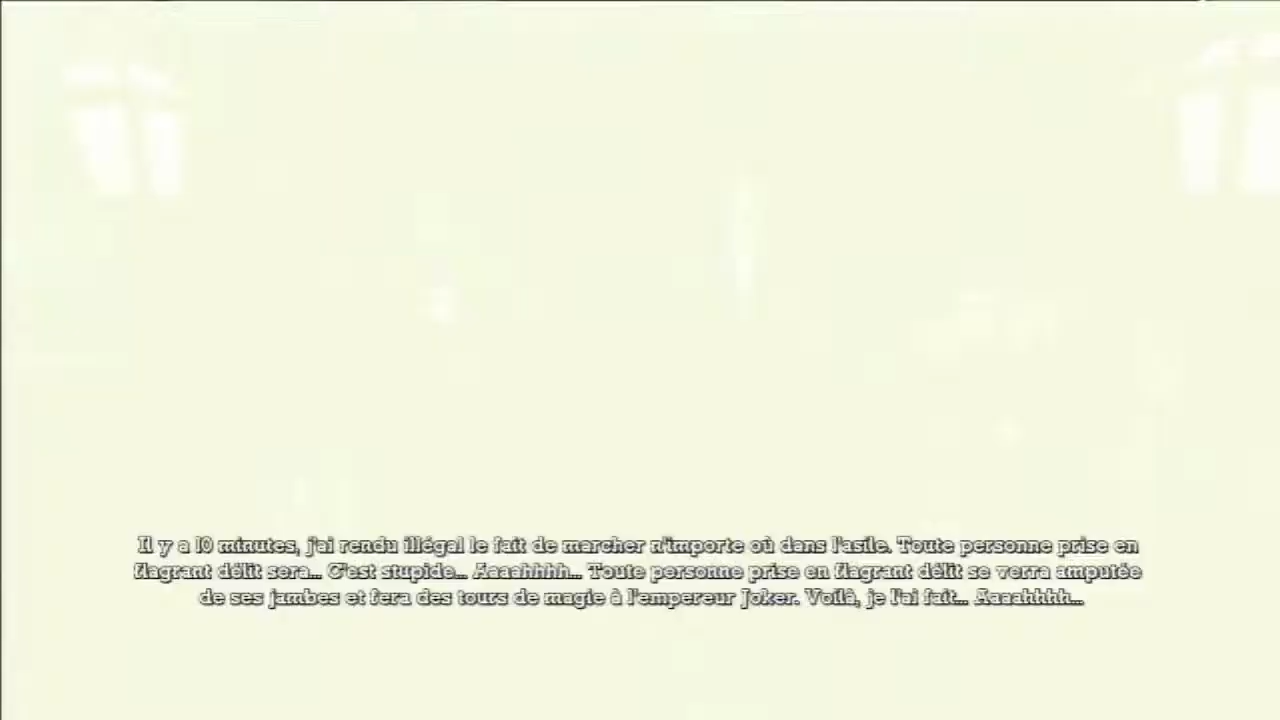 Il y a 10 minutes, j'ai rendu illégal le fait de marcher n'importe où dans l'asile. Toute personne prise en
flagrant délit sera... C'est stupide... Aaaahhhh... Toute personne prise en flagrant délit se verra amputée
de ses jambes et fera des tours de magie à l'empereur Joker. Voilà, je l'ai fait... Aaaahhhh...